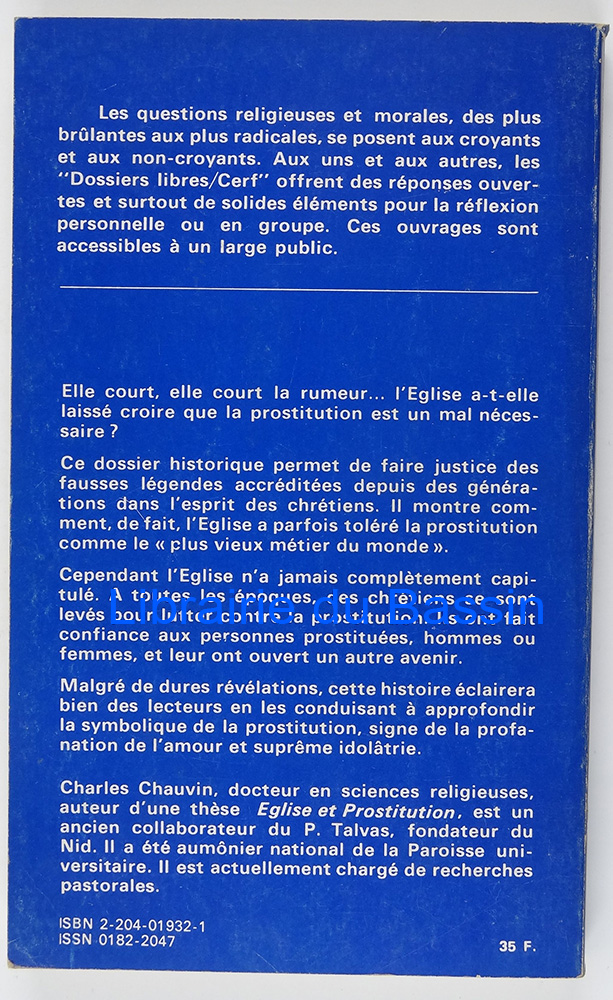 Les questions religieuses et morales, des plus
brûlantes aux plus radicales, se posent aux croyants
et aux non-croyants. Aux uns et aux autres, les
"Dossiers libres/Cerf" offrent des réponses ouver-
tes et surtout de solides éléments pour la réflexion
personnelle ou en groupe. Ces ouvrages sont
accessibles à un large public.
Elle court, elle court la rumeur... l'Eglise a-t-elle
laissé croire que la prostitution est un mal néces-
saire ?
Ce dossier historique permet de faire justice des
fausses légendes accréditées depuis des généra-
tions dans l'esprit des chrétiens. Il montre com-
ment, de fait, l'Eglise a parfois toléré la prostitution
comme le « plus vieux métier du monde ».
Cependant l'Eglise n'a jamais complètement capi-
tulé. A toutes les époques, des chrétiens se sont
levés pour lutter contre la prostitution. Ils ont fait
Librairie du Bassin
confiance aux personnes prostituées, hommes ou
femmes, et leur ont ouvert un autre avenir.
Malgré de dures révélations, cette histoire éclairera
bien des lecteurs en les conduisant à approfondir
la symbolique de la prostitution, signe de la profa-
nation de l'amour et suprême idolâtrie.
Charles Chauvin, docteur en sciences religieuses,
auteur d'une thèse Eglise et Prostitution, est un
ancien collaborateur du P. Talvas, fondateur du
Nid. Il a été aumônier national de la Paroisse uni-
versitaire. Il est actuellement chargé de recherches
pastorales.
ISBN 2-204-01932-1
ISSN 0182-2047
35 F.